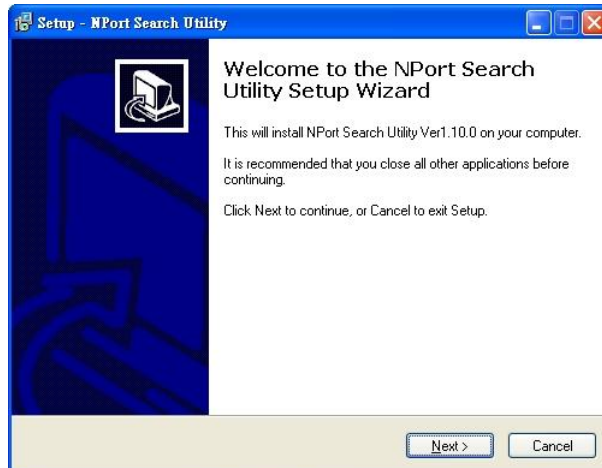 Setup - NPort Search Utility
Welcome to the NPort Search
Utility Setup Wizard
This will install NPort Search Utility Ver1.10.0 on your computer.
It is recommended that you close all other applications before
continuing.
Click Next to continue, or Cancel to exit Setup.
Next >
Cancel